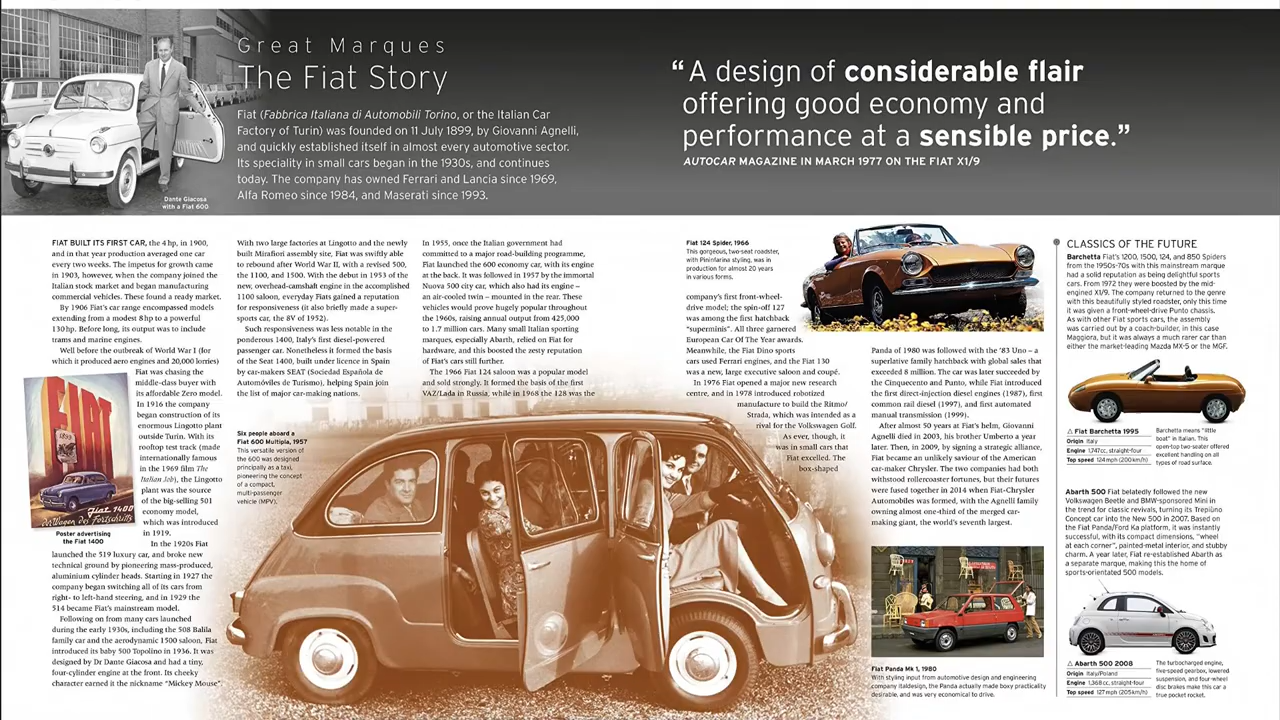 Great Marques
The Fiat Story
Fiat (Fabbrica Italiana di Automobili Torino, or the Italian Car
Factory of Turin) was founded on 11 July 1899, by Giovanni Agnelli,
and quickly established itself in almost every automotive sector.
Its speciality in small cars began in the 1930s, and continues
today. The company has owned Ferrari and Lancia since 1969,
Alfa Romeo since 1984, and Maserati since 1993.
Dante Giacosa
with a Fiat 600
“A design of considerable flair
offering good economy and
performance at a sensible price.”
AUTOCAR MAGAZINE IN MARCH 1977 ON THE FIAT X1/9
FIAT BUILT ITS FIRST CAR, the 4 hp, in 1900,
and in that year production averaged one car
every two weeks. The impetus for growth came
in 1903, however, when the company joined the
Italian stock market and began manufacturing
commercial vehicles. These found a ready market.
By 1906 Fiat’s car range encompassed models
extending from a modest 8 hp to a powerful
130 hp. Before long, its output was to include
trams and marine engines.
Well before the outbreak of World War I (for
which it produced aero engines and 20,000 lorries)
Fiat was chasing the
middle-class buyer with
its affordable Zero model.
In 1916 the company
began construction of its
enormous Lingotto plant
outside Turin. With its
rooftop test track (made
internationally famous
in the 1969 film The
Italian Job), the Lingotto
plant was the source
of the big-selling 501
economy model,
which was introduced
in 1919.
In the 1920s Fiat
launched the 519 luxury car, and broke new
technical ground by pioneering mass-produced,
aluminium cylinder heads. Starting in 1927 the
company began switching all of its cars from
right- to left-hand steering, and in 1929 the
514 became Fiat’s mainstream model.
Following on from many cars launched
during the early 1930s, including the 508 Balila
family car and the aerodynamic 1500 saloon, Fiat
introduced its baby 500 Topolino in 1936. It was
designed by Dr Dante Giacosa and had a tiny,
four-cylinder engine at the front. Its cheeky
character earned it the nickname “Mickey Mouse”.
FIAT
1899
Fiat 1400
der Wagen des Fortschritts
Poster advertising
the Fiat 1400
With two large factories at Lingotto and the newly
built Mirafiori assembly site, Fiat was swiftly able
to rebound after World War II, with a revised 500,
the 1100, and 1500. With the debut in 1953 of the
new, overhead-camshaft engine in the accomplished
1100 saloon, everyday Fiats gained a reputation
for responsiveness (it also briefly made a super-
sports car, the 8V of 1952).
Such responsiveness was less notable in the
ponderous 1400, Italy’s first diesel-powered
passenger car. Nonetheless it formed the basis of
the Seat 1400, built under licence in Spain
by car-makers SEAT (Sociedad Española de
Automóviles de Turismo), helping Spain join
the list of major car-making nations.
Six people aboard a
Fiat 600 Multipla, 1957
This versatile version of
the 600 was designed
principally as a taxi,
pioneering the concept
of a compact,
multi-passenger
vehicle (MPV).
In 1955, once the Italian government had
committed to a major road-building programme,
Fiat launched the 600 economy car, with its engine
at the back. It was followed in 1957 by the immortal
Nuova 500 city car, which also had its engine –
an air-cooled twin – mounted in the rear. These
vehicles would prove hugely popular throughout
the 1960s, raising annual output from 425,000
to 1.7 million cars. Many small Italian sporting
marques, especially Abarth, relied on Fiat for
hardware, and this boosted the zesty reputation
of Fiat’s cars still further.
The 1966 Fiat 124 saloon was a popular model
and sold strongly. It formed the basis of the first
VAZ/Lada in Russia, while in 1968 the 128 was the
Fiat 124 Spider, 1966
This gorgeous, two-seat roadster,
with Pininfarina styling, was in
production for almost 20 years
in various forms.
company’s first front-wheel-
drive model; the spin-off 127
was among the first hatchback
“superminis”. All three garnered
European Car Of The Year awards.
Meanwhile, the Fiat Dino sports
cars used Ferrari engines, and the Fiat 130
was a new, large executive saloon and coupé.
In 1976 Fiat opened a major new research
centre, and in 1978 introduced robotized
manufacture to build the Ritmo/
Strada, which was intended as a
rival for the Volkswagen Golf.
As ever, though, it
was in small cars that
Fiat excelled. The
box-shaped
Panda of 1980 was followed with the ’83 Uno – a
superlative family hatchback with global sales that
exceeded 8 million. The car was later succeeded by
the Cinquecento and Punto, while Fiat introduced
the first direct-injection diesel engines (1987), first
common rail diesel (1997), and first automated
manual transmission (1999).
After almost 50 years at Fiat’s helm, Giovanni
Agnelli died in 2003, his brother Umberto a year
later. Then, in 2009, by signing a strategic alliance,
Fiat became an unlikely saviour of the American
car-maker Chrysler. The two companies had both
withstood rollercoaster fortunes, but their futures
were fused together in 2014 when Fiat-Chrysler
Automobiles was formed, with the Agnelli family
owning almost one-third of the merged car-
making giant, the world’s seventh largest.
Fiat Panda Mk 1, 1980
With styling input from automotive design and engineering
company Italdesign, the Panda actually made boxy practicality
desirable, and was very economical to drive.
CLASSICS OF THE FUTURE
Barchetta Fiat’s 1200, 1500, 124, and 850 Spiders
from the 1950s-70s with this mainstream marque
had a solid reputation as being delightful sports
cars. From 1972 they were boosted by the mid-
engined X1/9. The company returned to the genre
with this beautifully styled roadster, only this time
it was given a front-wheel-drive Punto chassis.
As with other Fiat sports cars, the assembly
was carried out by a coach-builder, in this case
Maggiora, but it was always a much rarer car than
either the market-leading Mazda MX-5 or the MGF.
△ Fiat Barchetta 1995
Origin Italy
Engine 1,747cc, straight-four
Top speed 124 mph (200 km/h)
Barchetta means “little
boat” in Italian. This
open-top two-seater offered
excellent handling on all
types of road surface.
Abarth 500 Fiat belatedly followed the new
Volkswagen Beetle and BMW-sponsored Mini in
the trend for classic revivals, turning its Trepiùno
Concept car into the New 500 in 2007. Based on
the Fiat Panda/Ford Ka platform, it was instantly
successful, with its compact dimensions, “wheel
at each corner”, painted-metal interior, and stubby
charm. A year later, Fiat re-established Abarth as
a separate marque, making this the home of
sports-orientated 500 models.
△ Abarth 500 2008
Origin Italy/Poland
Engine 1,368 cc, straight-four
Top speed 127 mph (205 km/h)
The turbocharged engine,
five-speed gearbox, lowered
suspension, and four-wheel
disc brakes make this car a
true pocket rocket.